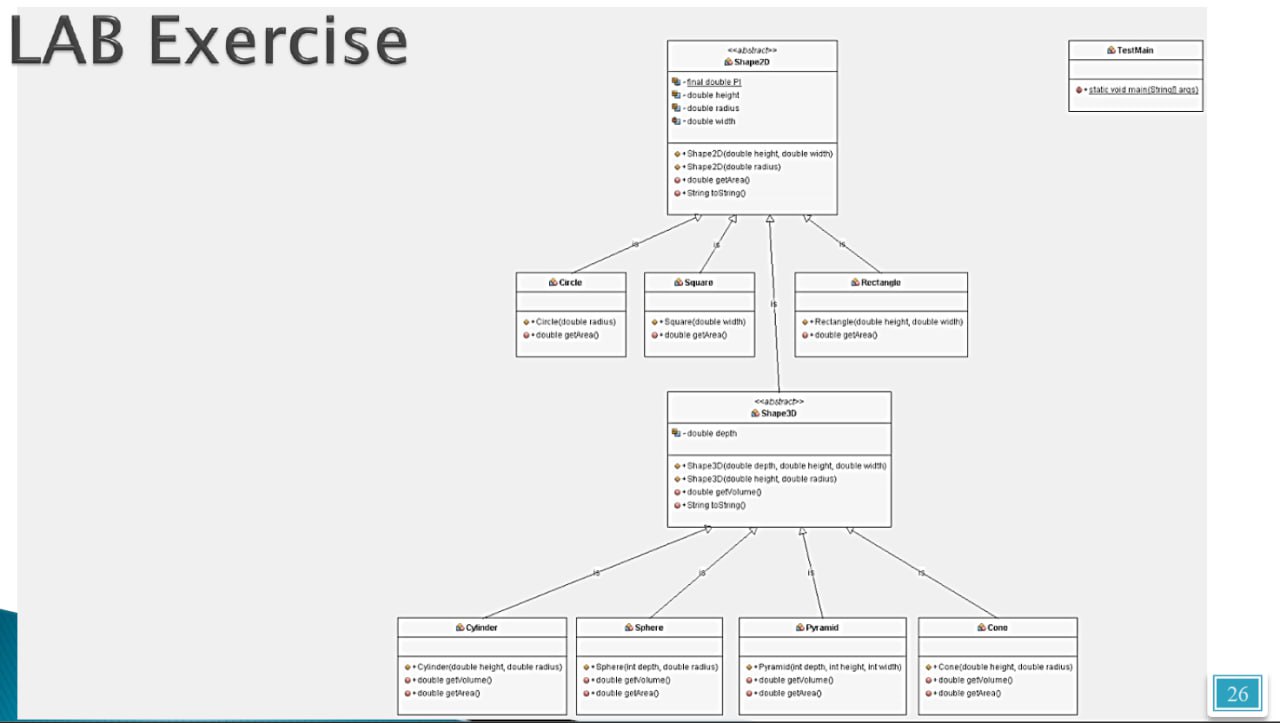 LAB Exercise
<<abstract>>
Shape2D
- final double PI
- double height
- double radius
- double width
+ Shape2D(double height, double width)
+ Shape2D(double radius)
+ double getArea()
+ String toString()
TestMain
+ static void main(String[] args)
is
is
is
is
Circle
+ Circle(double radius)
+ double getArea()
Square
+ Square(double width)
+ double getArea()
Rectangle
+ Rectangle(double height, double width)
+ double getArea()
<<abstract>>
Shape3D
- double depth
+ Shape3D(double depth, double height, double width)
+ Shape3D(double height, double radius)
+ double getVolume()
+ String toString()
is
is
is
is
Cylinder
+ Cylinder(double height, double radius)
+ double getVolume()
+ double getArea()
Sphere
+ Sphere(int depth, double radius)
+ double getVolume()
+ double getArea()
Pyramid
+ Pyramid(int depth, int height, int width)
+ double getVolume()
+ double getArea()
Cone
+ Cone(double height, double radius)
+ double getVolume()
+ double getArea()
26